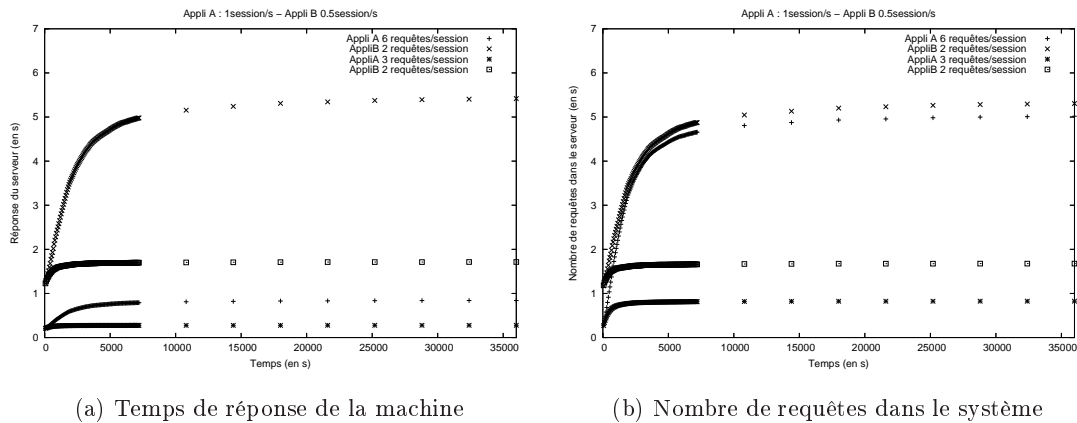 Appli A : 1session/s − Appli B 0.5session/s
7
6
5
4
3
2
1
0
Réponse du serveur (en s)
Appli A 6 requêtes/session
AppliB 2 requêtes/session
AppliA 3 requêtes/session
AppliB 2 requêtes/session
0 5000 10000 15000 20000 25000 30000 35000
Temps (en s)
(a) Temps de réponse de la machine
Appli A : 1session/s − Appli B 0.5session/s
7
6
5
4
3
2
1
0
Nombre de requêtes dans le serveur (en s)
Appli A 6 requêtes/session
AppliB 2 requêtes/session
AppliA 3 requêtes/session
AppliB 2 requêtes/session
0 5000 10000 15000 20000 25000 30000 35000
Temps (en s)
(b) Nombre de requêtes dans le système